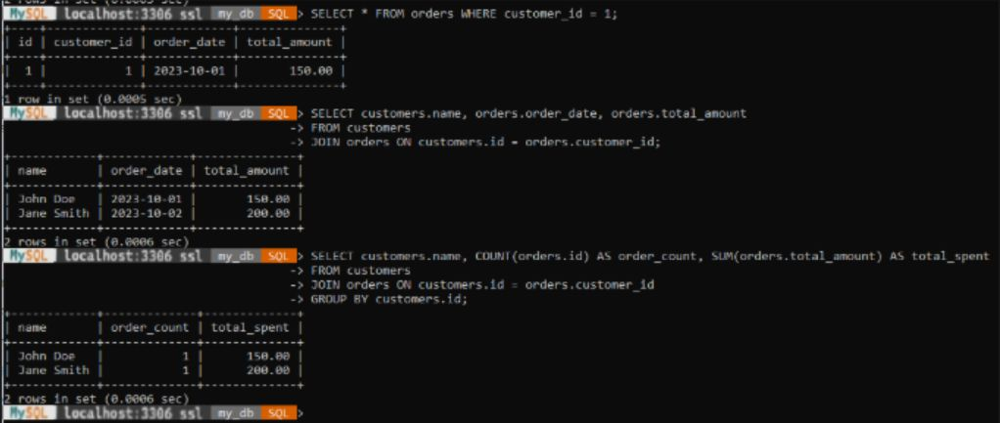 2 rows in set (0.0005 sec)
MySQL localhost:3306 ssl my_db SQL > SELECT * FROM orders WHERE customer_id = 1;
+----+-------------+------------+--------------+
| id | customer_id | order_date | total_amount |
+----+-------------+------------+--------------+
| 1 | 1 | 2023-10-01 | 150.00 |
+----+-------------+------------+--------------+
1 row in set (0.0005 sec)
MySQL localhost:3306 ssl my_db SQL > SELECT customers.name, orders.order_date, orders.total_amount
-> FROM customers
-> JOIN orders ON customers.id = orders.customer_id;
+------------+------------+--------------+
| name | order_date | total_amount |
+------------+------------+--------------+
| John Doe | 2023-10-01 | 150.00 |
| Jane Smith | 2023-10-02 | 200.00 |
+------------+------------+--------------+
2 rows in set (0.0006 sec)
MySQL localhost:3306 ssl my_db SQL > SELECT customers.name, COUNT(orders.id) AS order_count, SUM(orders.total_amount) AS total_spent
-> FROM customers
-> JOIN orders ON customers.id = orders.customer_id
-> GROUP BY customers.id;
+------------+-------------+-------------+
| name | order_count | total_spent |
+------------+-------------+-------------+
| John Doe | 1 | 150.00 |
| Jane Smith | 1 | 200.00 |
+------------+-------------+-------------+
2 rows in set (0.0006 sec)
MySQL localhost:3306 ssl my_db SQL >